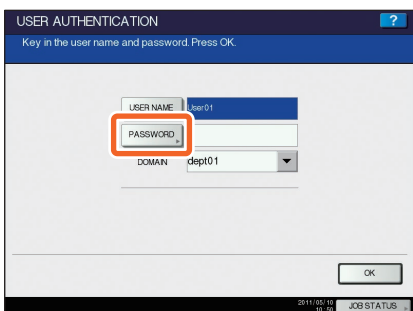 USER AUTHENTICATION
?
Key in the user name and password. Press OK.
USER NAME User01
PASSWORD
DOMAIN dept01
OK
2011/05/10
10:50 JOB STATUS